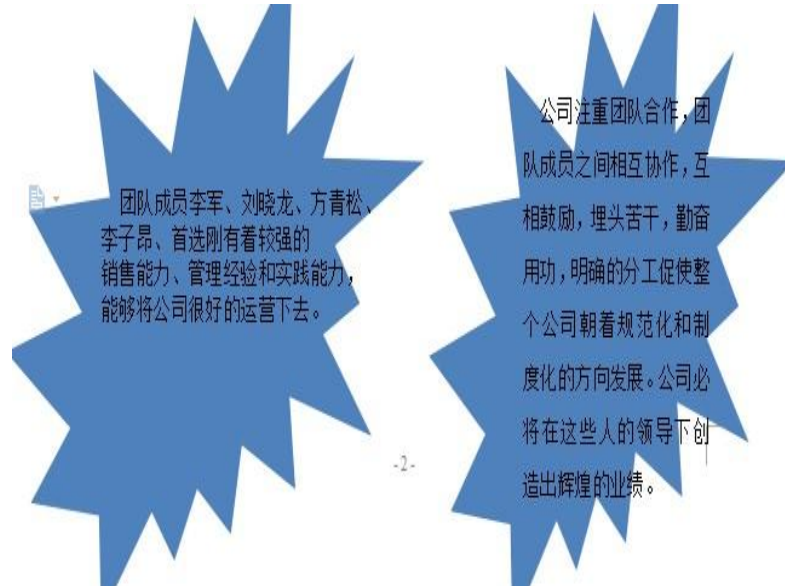 团队成员李军、刘晓龙、方青松、
李子昂、首选刚有着较强的
销售能力、管理经验和实践能力，
能够将公司很好的运营下去。
公司注重团队合作，团
队成员之间相互协作，互
相鼓励，埋头苦干，勤奋
用功，明确的分工促使整
个公司朝着规范化和制
度化的方向发展。公司必
将在这些人的领导下创
造出辉煌的业绩。
-2-